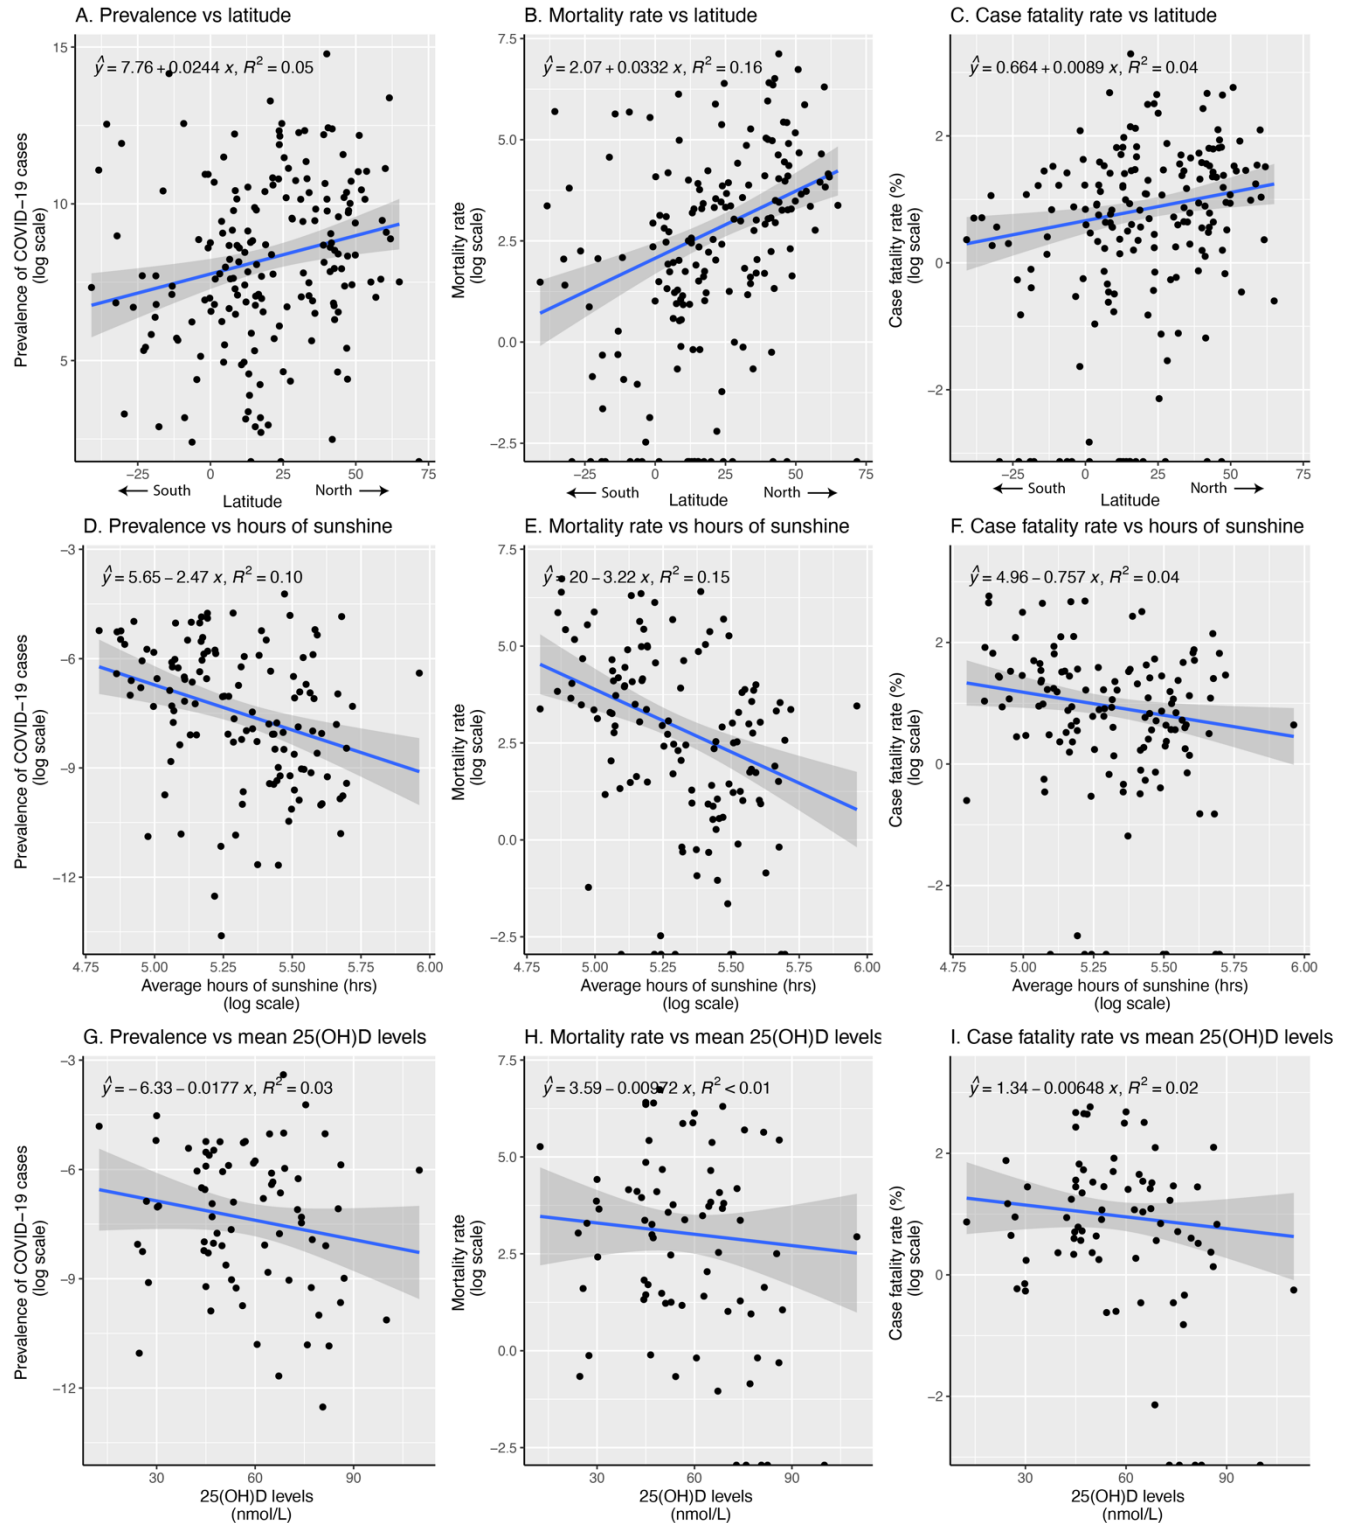 A. Prevalence vs latitude
ŷ = 7.76 + 0.0244 x, R² = 0.05
Prevalence of COVID−19 cases
(log scale)
15
10
5
−25
0
25
50
75
South
North
Latitude
B. Mortality rate vs latitude
ŷ = 2.07 + 0.0332 x, R² = 0.16
Mortality rate
(log scale)
7.5
5.0
2.5
0.0
−2.5
−25
0
25
50
75
South
North
Latitude
C. Case fatality rate vs latitude
ŷ = 0.664 + 0.0089 x, R² = 0.04
Case fatality rate (%)
(log scale)
2
0
−2
−25
0
25
50
75
South
North
Latitude
D. Prevalence vs hours of sunshine
ŷ = 5.65 − 2.47 x, R² = 0.10
Prevalence of COVID−19 cases
(log scale)
−3
−6
−9
−12
4.75
5.00
5.25
5.50
5.75
6.00
Average hours of sunshine (hrs)
(log scale)
E. Mortality rate vs hours of sunshine
ŷ = 20 − 3.22 x, R² = 0.15
Mortality rate
(log scale)
7.5
5.0
2.5
0.0
−2.5
4.75
5.00
5.25
5.50
5.75
6.00
Average hours of sunshine (hrs)
(log scale)
F. Case fatality rate vs hours of sunshine
ŷ = 4.96 − 0.757 x, R² = 0.04
Case fatality rate (%)
(log scale)
2
0
−2
4.75
5.00
5.25
5.50
5.75
6.00
Average hours of sunshine (hrs)
(log scale)
G. Prevalence vs mean 25(OH)D levels
ŷ = −6.33 − 0.0177 x, R² = 0.03
Prevalence of COVID−19 cases
(log scale)
−3
−6
−9
−12
30
60
90
25(OH)D levels
(nmol/L)
H. Mortality rate vs mean 25(OH)D levels
ŷ = 3.59 − 0.00972 x, R² < 0.01
Mortality rate
(log scale)
7.5
5.0
2.5
0.0
−2.5
30
60
90
25(OH)D levels
(nmol/L)
I. Case fatality rate vs mean 25(OH)D levels
ŷ = 1.34 − 0.00648 x, R² = 0.02
Case fatality rate (%)
(log scale)
2
0
−2
30
60
90
25(OH)D levels
(nmol/L)